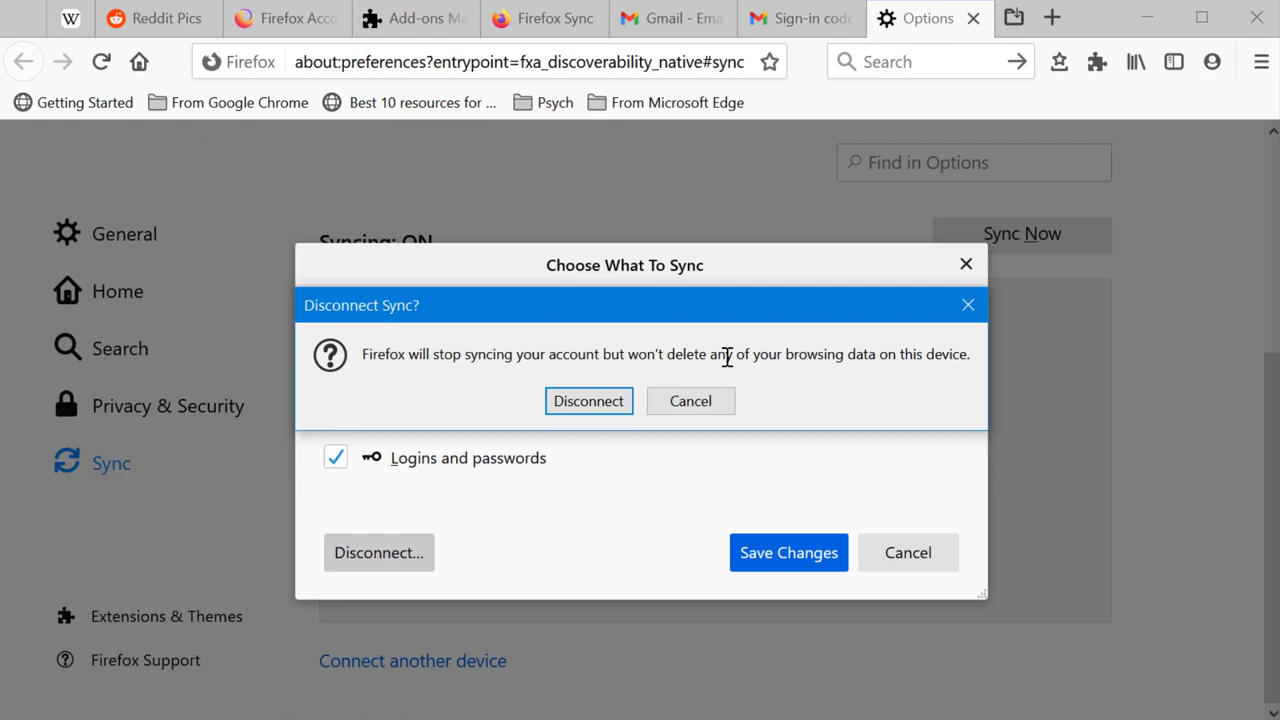 Reddit Pics
Firefox Acco
Add-ons Ma
Firefox Sync
Gmail - Ema
Sign-in code
Options
Firefox
about:preferences?entrypoint=fxa_discoverability_native#sync
Search
Getting Started
From Google Chrome
Best 10 resources for ...
Psych
From Microsoft Edge
Find in Options
General
Syncing: ON
Sync Now
Choose What To Sync
Home
Disconnect Sync?
Search
Firefox will stop syncing your account but won't delete any of your browsing data on this device.
Disconnect
Cancel
Privacy & Security
Sync
Logins and passwords
Disconnect...
Save Changes
Cancel
Extensions & Themes
Firefox Support
Connect another device